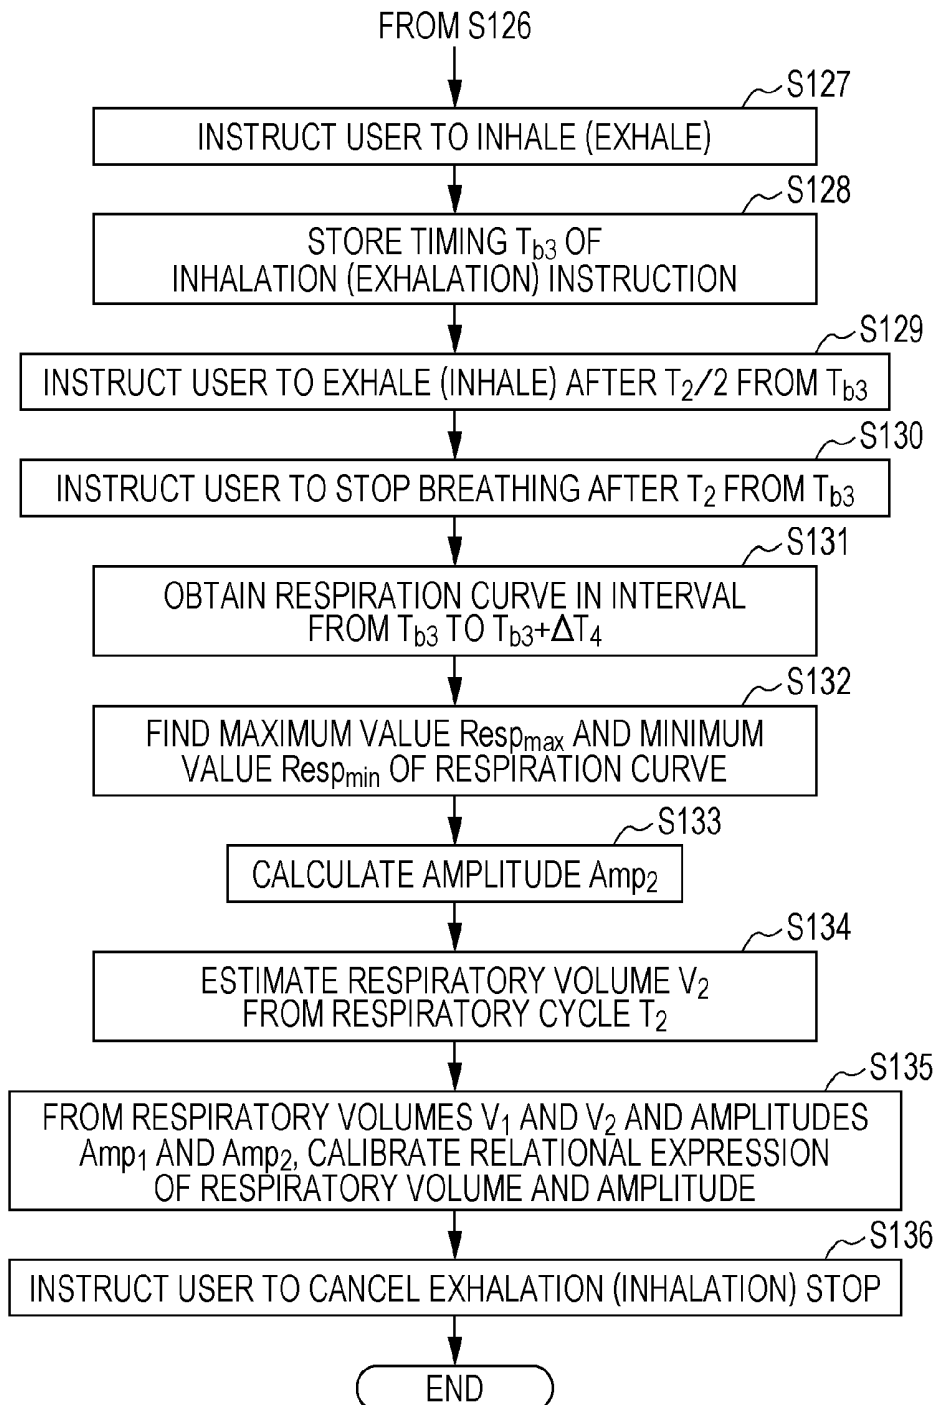 FROM S126
S127
INSTRUCT USER TO INHALE (EXHALE)
S128
STORE TIMING Tb3 OF
INHALATION (EXHALATION) INSTRUCTION
S129
INSTRUCT USER TO EXHALE (INHALE) AFTER T2/2 FROM Tb3
S130
INSTRUCT USER TO STOP BREATHING AFTER T2 FROM Tb3
S131
OBTAIN RESPIRATION CURVE IN INTERVAL
FROM Tb3 TO Tb3+ΔT4
S132
FIND MAXIMUM VALUE Respmax AND MINIMUM
VALUE Respmin OF RESPIRATION CURVE
S133
CALCULATE AMPLITUDE Amp2
S134
ESTIMATE RESPIRATORY VOLUME V2
FROM RESPIRATORY CYCLE T2
S135
FROM RESPIRATORY VOLUMES V1 AND V2 AND AMPLITUDES
Amp1 AND Amp2, CALIBRATE RELATIONAL EXPRESSION
OF RESPIRATORY VOLUME AND AMPLITUDE
S136
INSTRUCT USER TO CANCEL EXHALATION (INHALATION) STOP
END